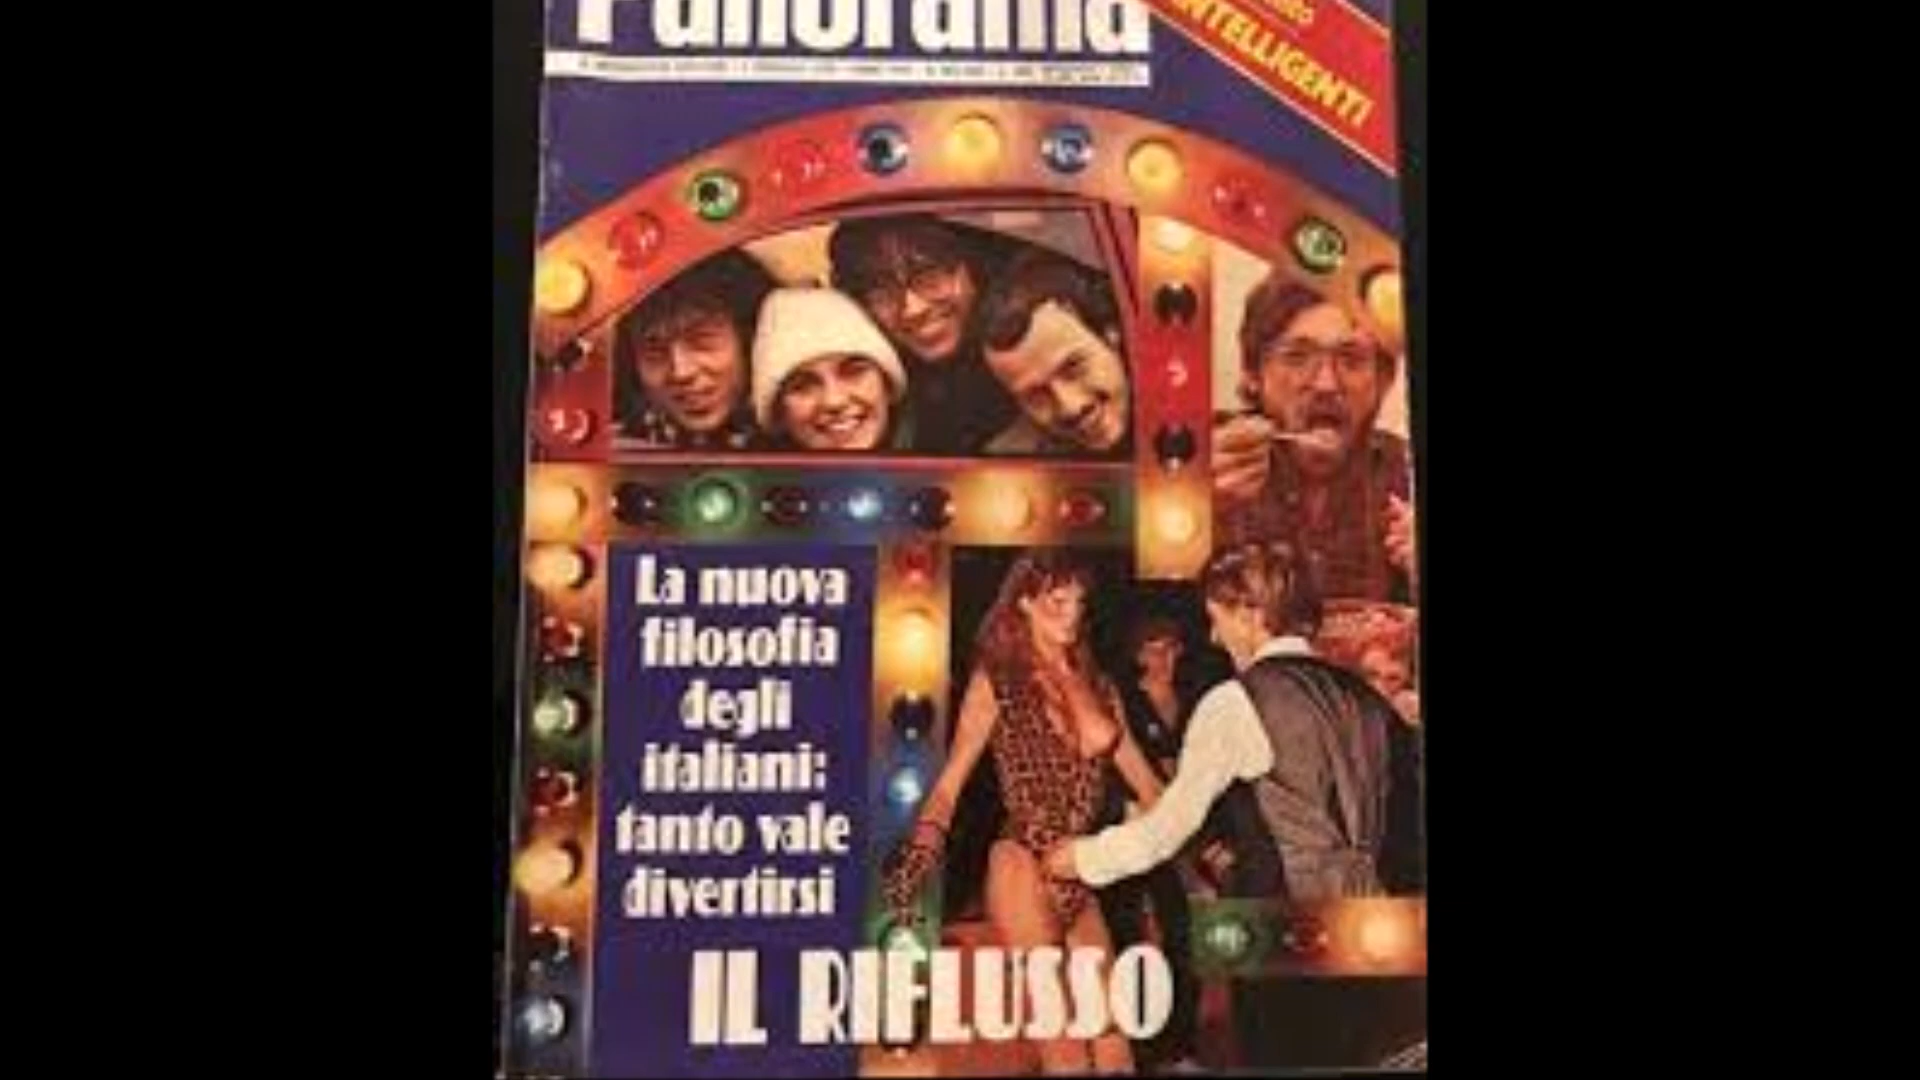 Panorama
INTELLIGENTI
La nuova
filosofia
degli
italiani:
tanto vale
divertirsi
IL RIFLUSSO